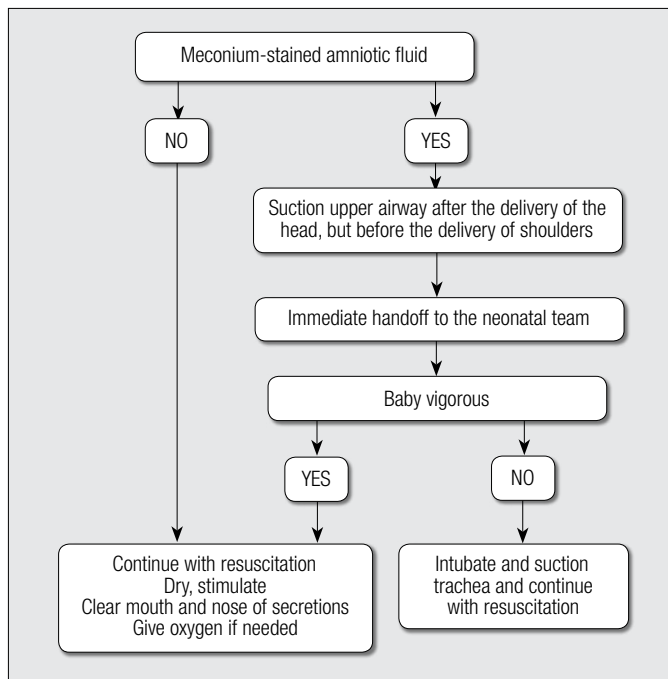 Meconium-stained amniotic fluid
NO
YES
Suction upper airway after the delivery of the
head, but before the delivery of shoulders
Immediate handoff to the neonatal team
Baby vigorous
YES
NO
Continue with resuscitation
Dry, stimulate
Clear mouth and nose of secretions
Give oxygen if needed
Intubate and suction
trachea and continue
with resuscitation